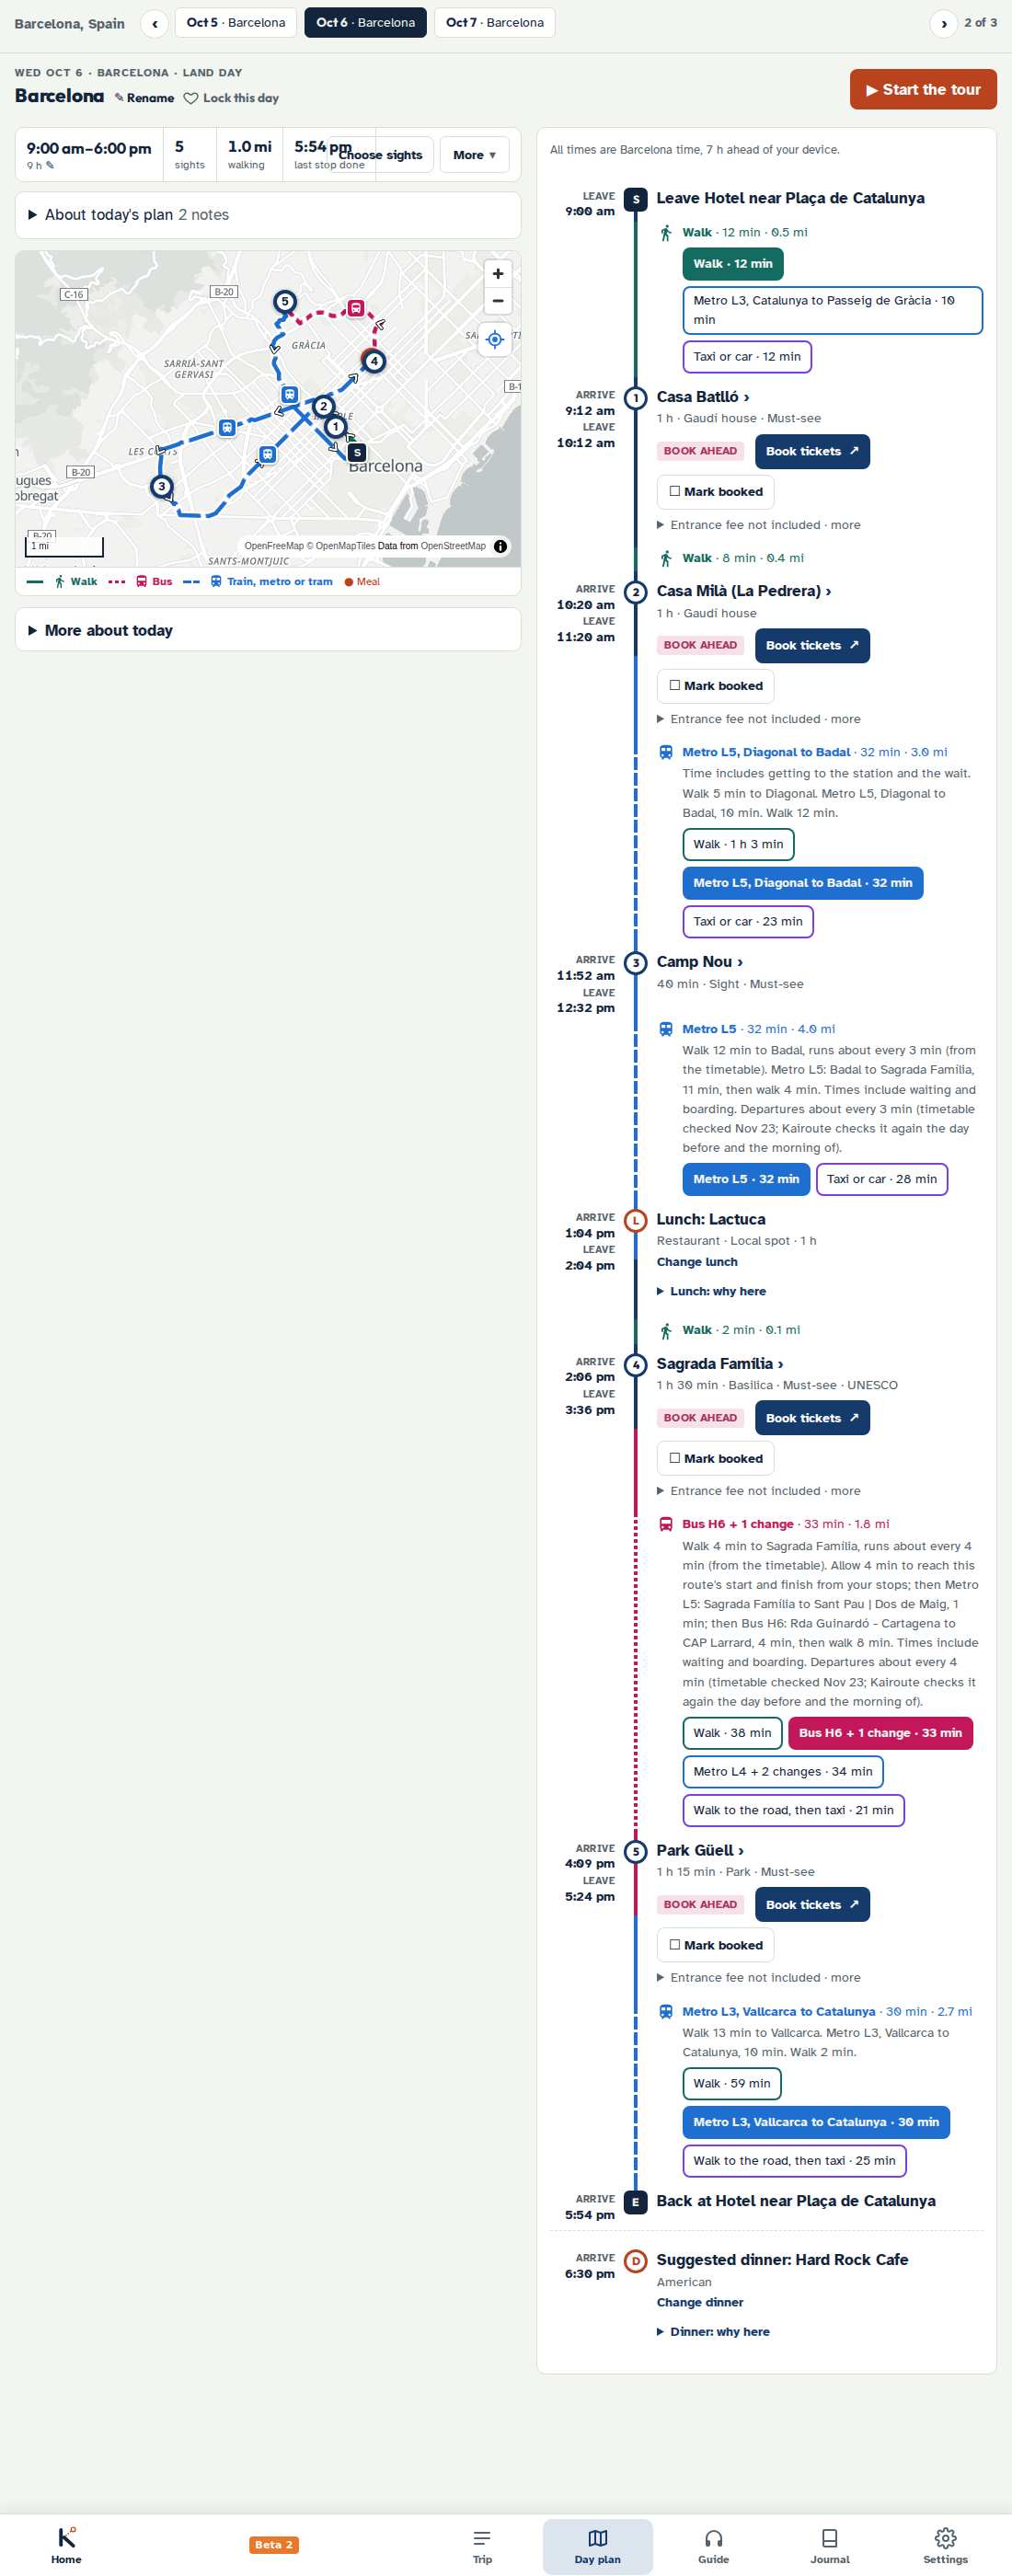 Barcelona, Spain
‹
Oct 5 · Barcelona
Oct 6 · Barcelona
Oct 7 · Barcelona
›
2 of 3
WED OCT 6 · BARCELONA · LAND DAY
Barcelona
✎ Rename
Lock this day
▶ Start the tour
9:00 am–6:00 pm
9 h ✎
5
sights
1.0 mi
walking
5:54 pm
last stop done
Choose sights
More ▾
▶ About today's plan 2 notes
C-16
B-20
5
GRÀCIA
SARRIÀ-SANT
GERVASI
4
2
1
S
Barcelona
B-20
3
B-20
1 mi
SANTS-MONTJUÏC
OpenFreeMap © OpenMapTiles Data from OpenStreetMap
Walk
Bus
Train, metro or tram
Meal
▶ More about today
All times are Barcelona time, 7 h ahead of your device.
LEAVE
9:00 am
S
Leave Hotel near Plaça de Catalunya
Walk · 12 min · 0.5 mi
Walk · 12 min
Metro L3, Catalunya to Passeig de Gràcia · 10
min
Taxi or car · 12 min
ARRIVE
9:12 am
LEAVE
10:12 am
1
Casa Batlló ›
1 h · Gaudí house · Must-see
BOOK AHEAD
Book tickets ↗
☐ Mark booked
▶ Entrance fee not included · more
Walk · 8 min · 0.4 mi
ARRIVE
10:20 am
LEAVE
11:20 am
2
Casa Milà (La Pedrera) ›
1 h · Gaudí house
BOOK AHEAD
Book tickets ↗
☐ Mark booked
▶ Entrance fee not included · more
Metro L5, Diagonal to Badal · 32 min · 3.0 mi
Time includes getting to the station and the wait.
Walk 5 min to Diagonal. Metro L5, Diagonal to
Badal, 10 min. Walk 12 min.
Walk · 1 h 3 min
Metro L5, Diagonal to Badal · 32 min
Taxi or car · 23 min
ARRIVE
11:52 am
LEAVE
12:32 pm
3
Camp Nou ›
40 min · Sight · Must-see
Metro L5 · 32 min · 4.0 mi
Walk 12 min to Badal, runs about every 3 min (from
the timetable). Metro L5: Badal to Sagrada Família,
11 min, then walk 4 min. Times include waiting and
boarding. Departures about every 3 min (timetable
checked Nov 23; Kairoute checks it again the day
before and the morning of).
Metro L5 · 32 min
Taxi or car · 28 min
ARRIVE
1:04 pm
LEAVE
2:04 pm
L
Lunch: Lactuca
Restaurant · Local spot · 1 h
Change lunch
▶ Lunch: why here
Walk · 2 min · 0.1 mi
ARRIVE
2:06 pm
LEAVE
3:36 pm
4
Sagrada Família ›
1 h 30 min · Basilica · Must-see · UNESCO
BOOK AHEAD
Book tickets ↗
☐ Mark booked
▶ Entrance fee not included · more
Bus H6 + 1 change · 33 min · 1.8 mi
Walk 4 min to Sagrada Família, runs about every 4
min (from the timetable). Allow 4 min to reach this
route's start and finish from your stops; then Metro
L5: Sagrada Família to Sant Pau | Dos de Maig, 1
min; then Bus H6: Rda Guinardó - Cartagena to
CAP Larrard, 4 min, then walk 8 min. Times include
waiting and boarding. Departures about every 4
min (timetable checked Nov 23; Kairoute checks it
again the day before and the morning of).
Walk · 38 min
Bus H6 + 1 change · 33 min
Metro L4 + 2 changes · 34 min
Walk to the road, then taxi · 21 min
ARRIVE
4:09 pm
LEAVE
5:24 pm
5
Park Güell ›
1 h 15 min · Park · Must-see
BOOK AHEAD
Book tickets ↗
☐ Mark booked
▶ Entrance fee not included · more
Metro L3, Vallcarca to Catalunya · 30 min · 2.7 mi
Walk 13 min to Vallcarca. Metro L3, Vallcarca to
Catalunya, 10 min. Walk 2 min.
Walk · 59 min
Metro L3, Vallcarca to Catalunya · 30 min
Walk to the road, then taxi · 25 min
ARRIVE
5:54 pm
E
Back at Hotel near Plaça de Catalunya
ARRIVE
6:30 pm
D
Suggested dinner: Hard Rock Cafe
American
Change dinner
▶ Dinner: why here
Home
Beta 2
Trip
Day plan
Guide
Journal
Settings